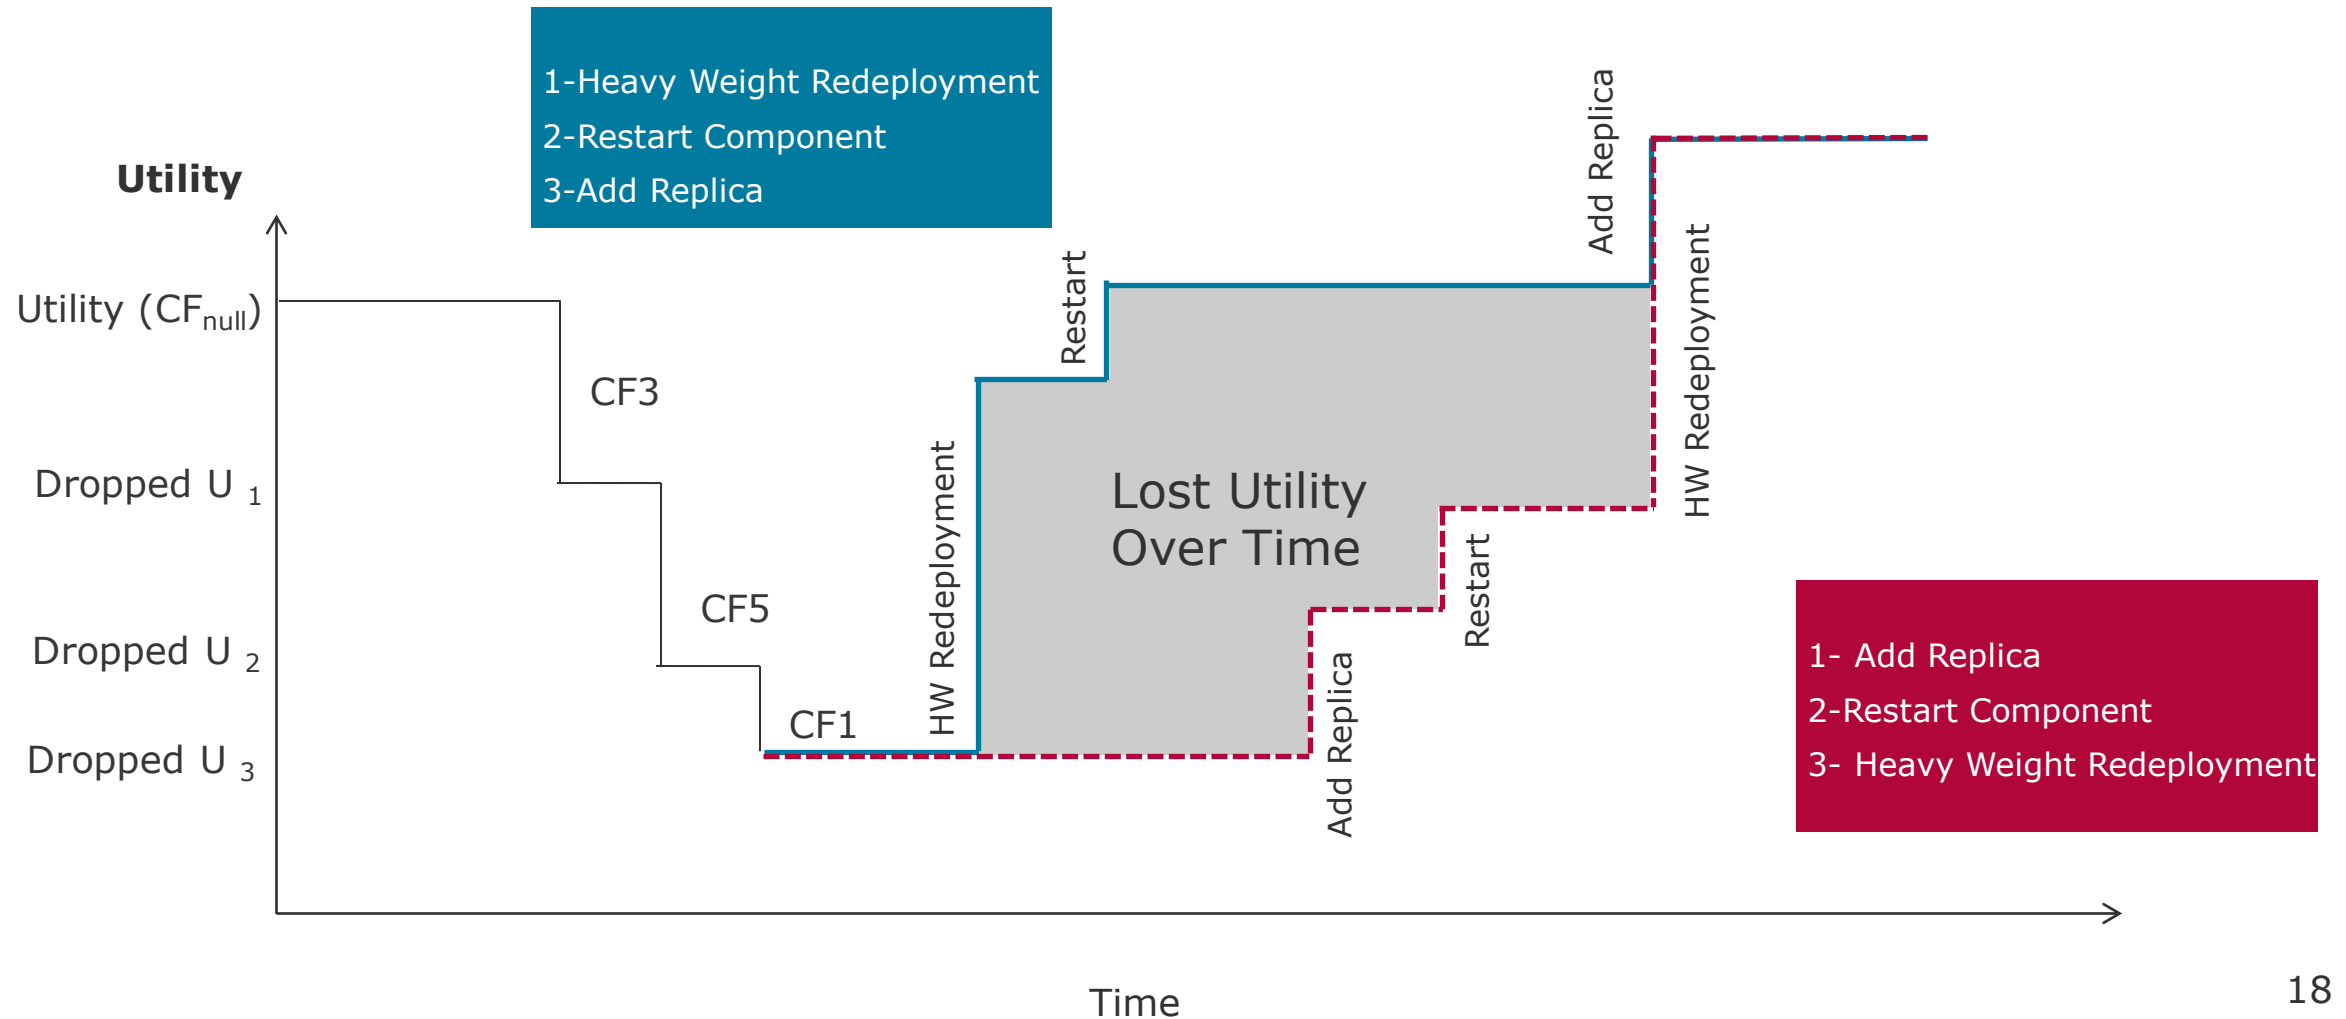 1-Heavy Weight Redeployment
2-Restart Component
3-Add Replica
Utility
Utility (CFnull)
Dropped U 1
Dropped U 2
Dropped U 3
CF3
CF5
CF1
HW Redeployment
Restart
Add Replica
Lost Utility
Over Time
Add Replica
Restart
HW Redeployment
1- Add Replica
2-Restart Component
3- Heavy Weight Redeployment
Time
18